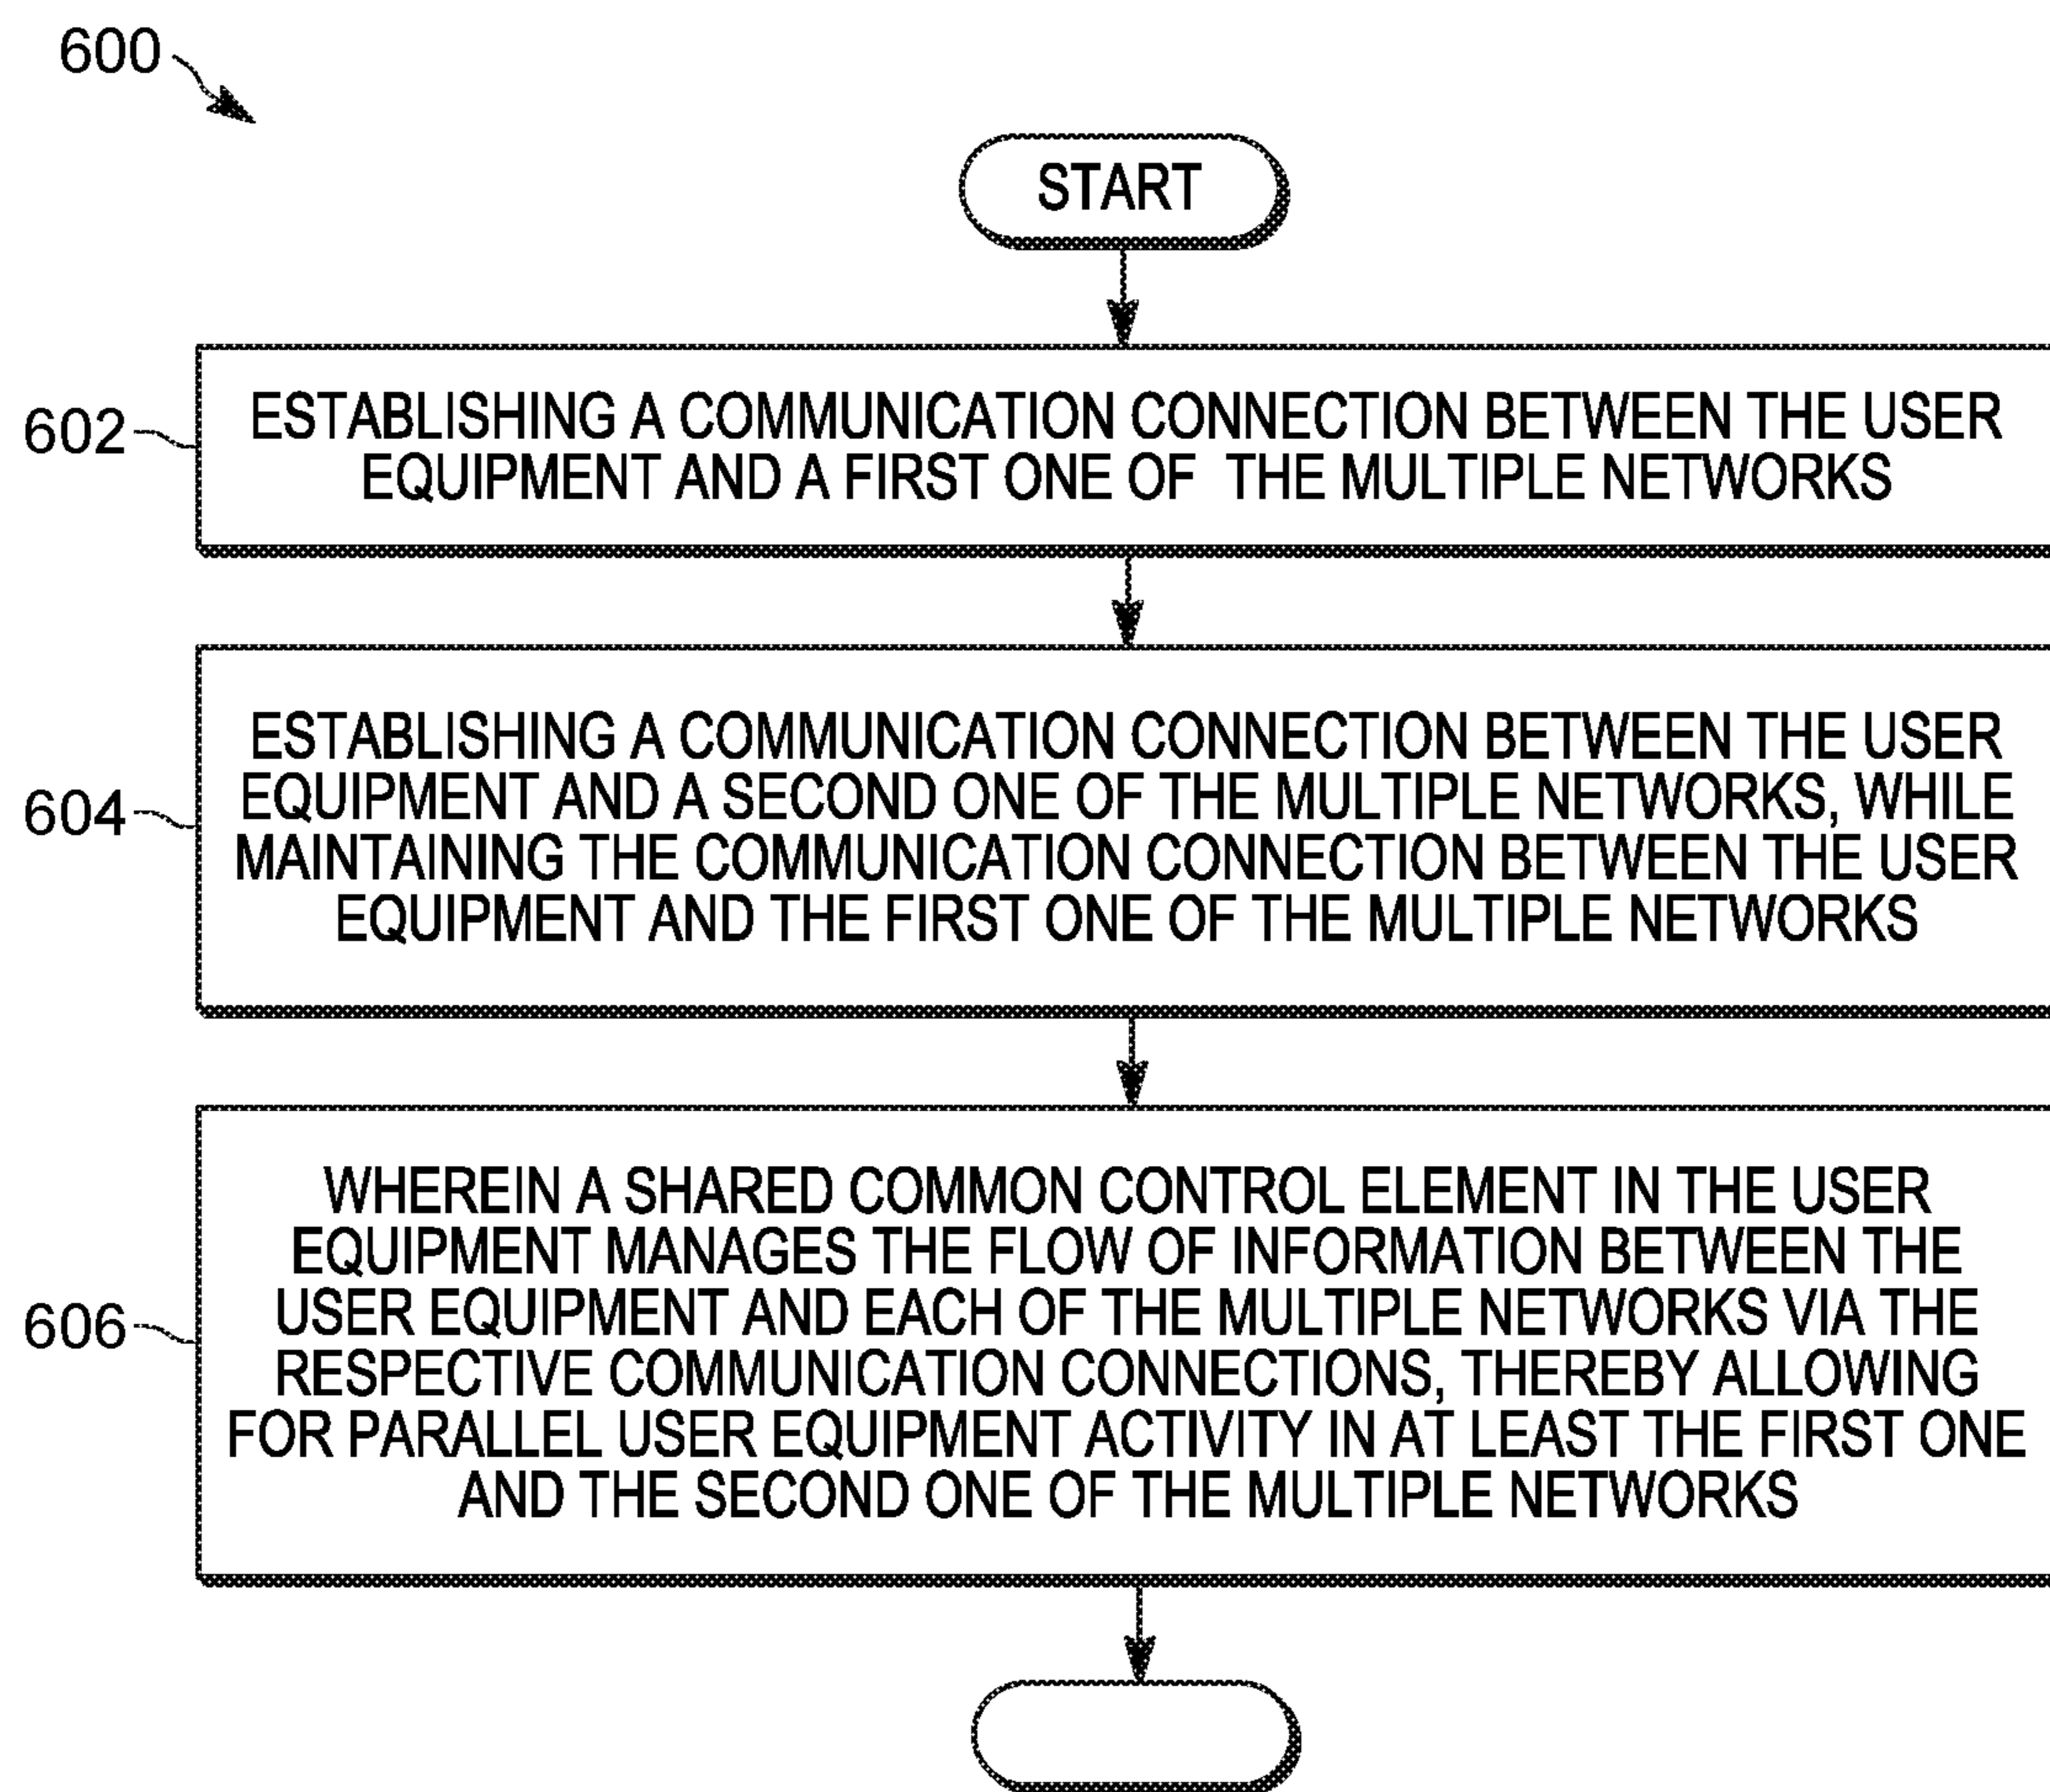 600
START
602
ESTABLISHING A COMMUNICATION CONNECTION BETWEEN THE USER
EQUIPMENT AND A FIRST ONE OF THE MULTIPLE NETWORKS
604
ESTABLISHING A COMMUNICATION CONNECTION BETWEEN THE USER
EQUIPMENT AND A SECOND ONE OF THE MULTIPLE NETWORKS, WHILE
MAINTAINING THE COMMUNICATION CONNECTION BETWEEN THE USER
EQUIPMENT AND THE FIRST ONE OF THE MULTIPLE NETWORKS
606
WHEREIN A SHARED COMMON CONTROL ELEMENT IN THE USER
EQUIPMENT MANAGES THE FLOW OF INFORMATION BETWEEN THE
USER EQUIPMENT AND EACH OF THE MULTIPLE NETWORKS VIA THE
RESPECTIVE COMMUNICATION CONNECTIONS, THEREBY ALLOWING
FOR PARALLEL USER EQUIPMENT ACTIVITY IN AT LEAST THE FIRST ONE
AND THE SECOND ONE OF THE MULTIPLE NETWORKS